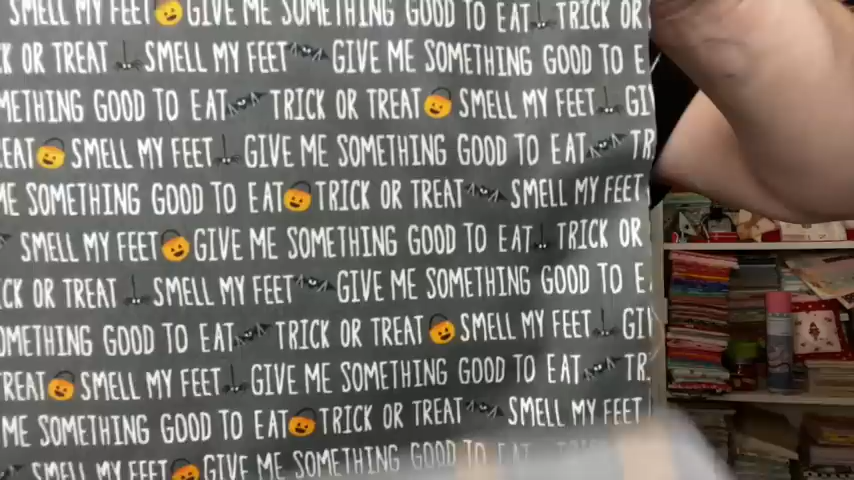 SMELL MY FEET GIVE ME SOMETHING GOOD TO EAT TRICK OR
OR TREAT SMELL MY FEET GIVE ME SOMETHING GOOD TO E
METHING GOOD TO EAT TRICK OR TREAT SMELL MY FEET GI
EAT SMELL MY FEET GIVE ME SOMETHING GOOD TO EAT TR
ME SOMETHING GOOD TO EAT TRICK OR TREAT SMELL MY FEET
SMELL MY FEET GIVE ME SOMETHING GOOD TO EAT TRICK OR
CK OR TREAT SMELL MY FEET GIVE ME SOMETHING GOOD TO E
OMETHING GOOD TO EAT TRICK OR TREAT SMELL MY FEET GI
TREAT SMELL MY FEET GIVE ME SOMETHING GOOD TO EAT TR
ME SOMETHING GOOD TO EAT TRICK OR TREAT SMELL MY FEET
SMELL MY FEET GIVE ME SOMETHING GOOD TO EAT